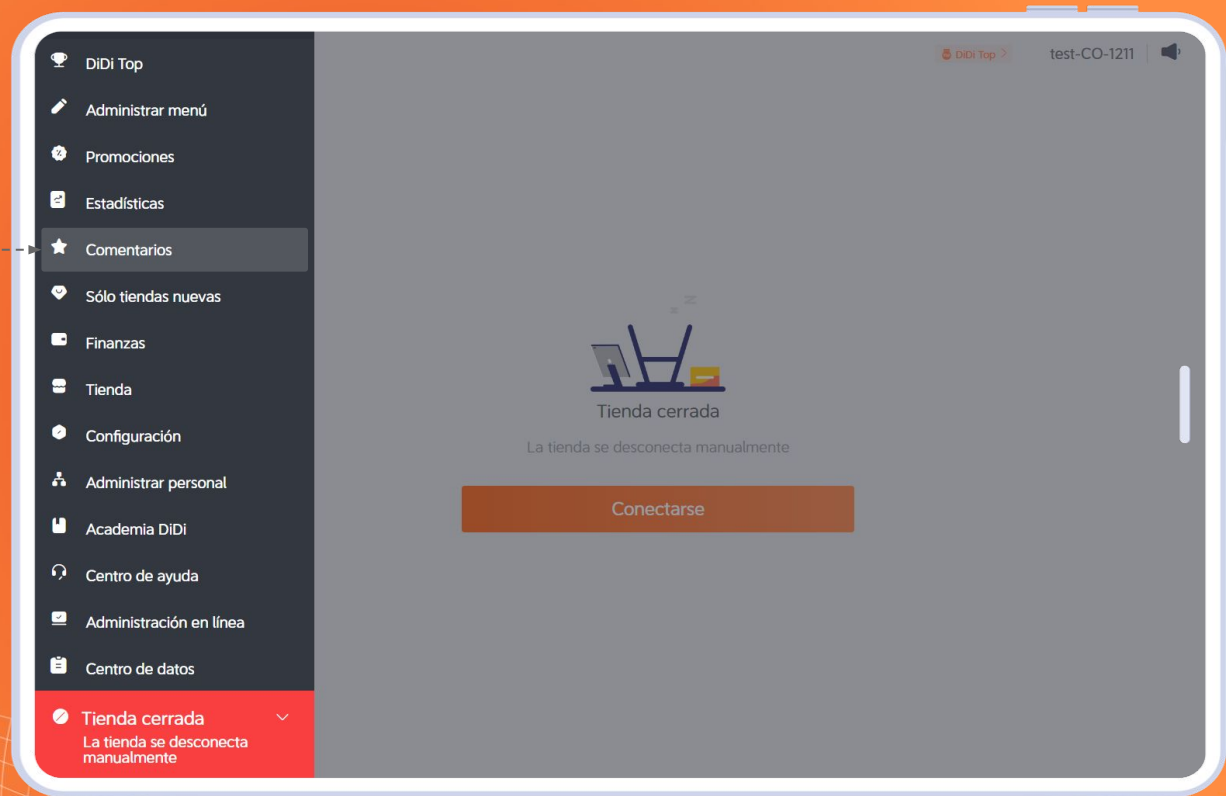 DiDi Top
Administrar menú
Promociones
Estadísticas
Comentarios
Sólo tiendas nuevas
Finanzas
Tienda
Configuración
Administrar personal
Academia DiDi
Centro de ayuda
Administración en línea
Centro de datos
Tienda cerrada
La tienda se desconecta
manualmente
DiDi Top >
test-CO-1211
Tienda cerrada
La tienda se desconecta manualmente
Conectarse